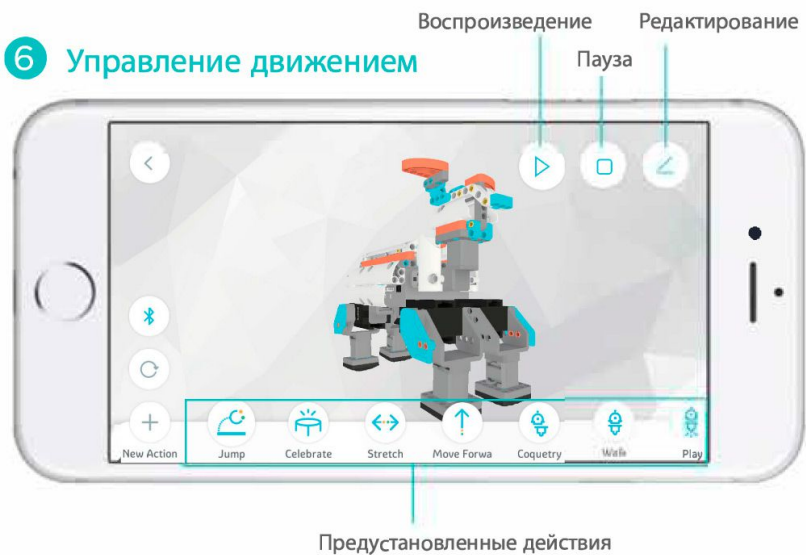 Воспроизведение
Редактирование
6 Управление движением
Пауза
New Action
Jump
Celebrate
Stretch
Move Forwa
Coquetry
Walk
Play
Предустановленные действия